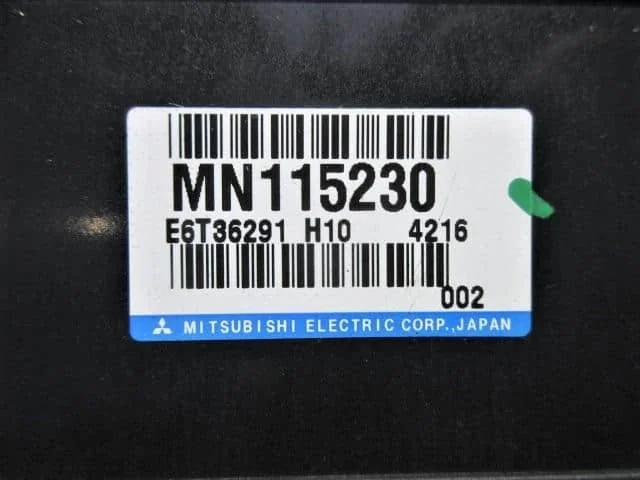 MN115230
E6T36291 H10 4216
002
MITSUBISHI ELECTRIC CORP.,JAPAN